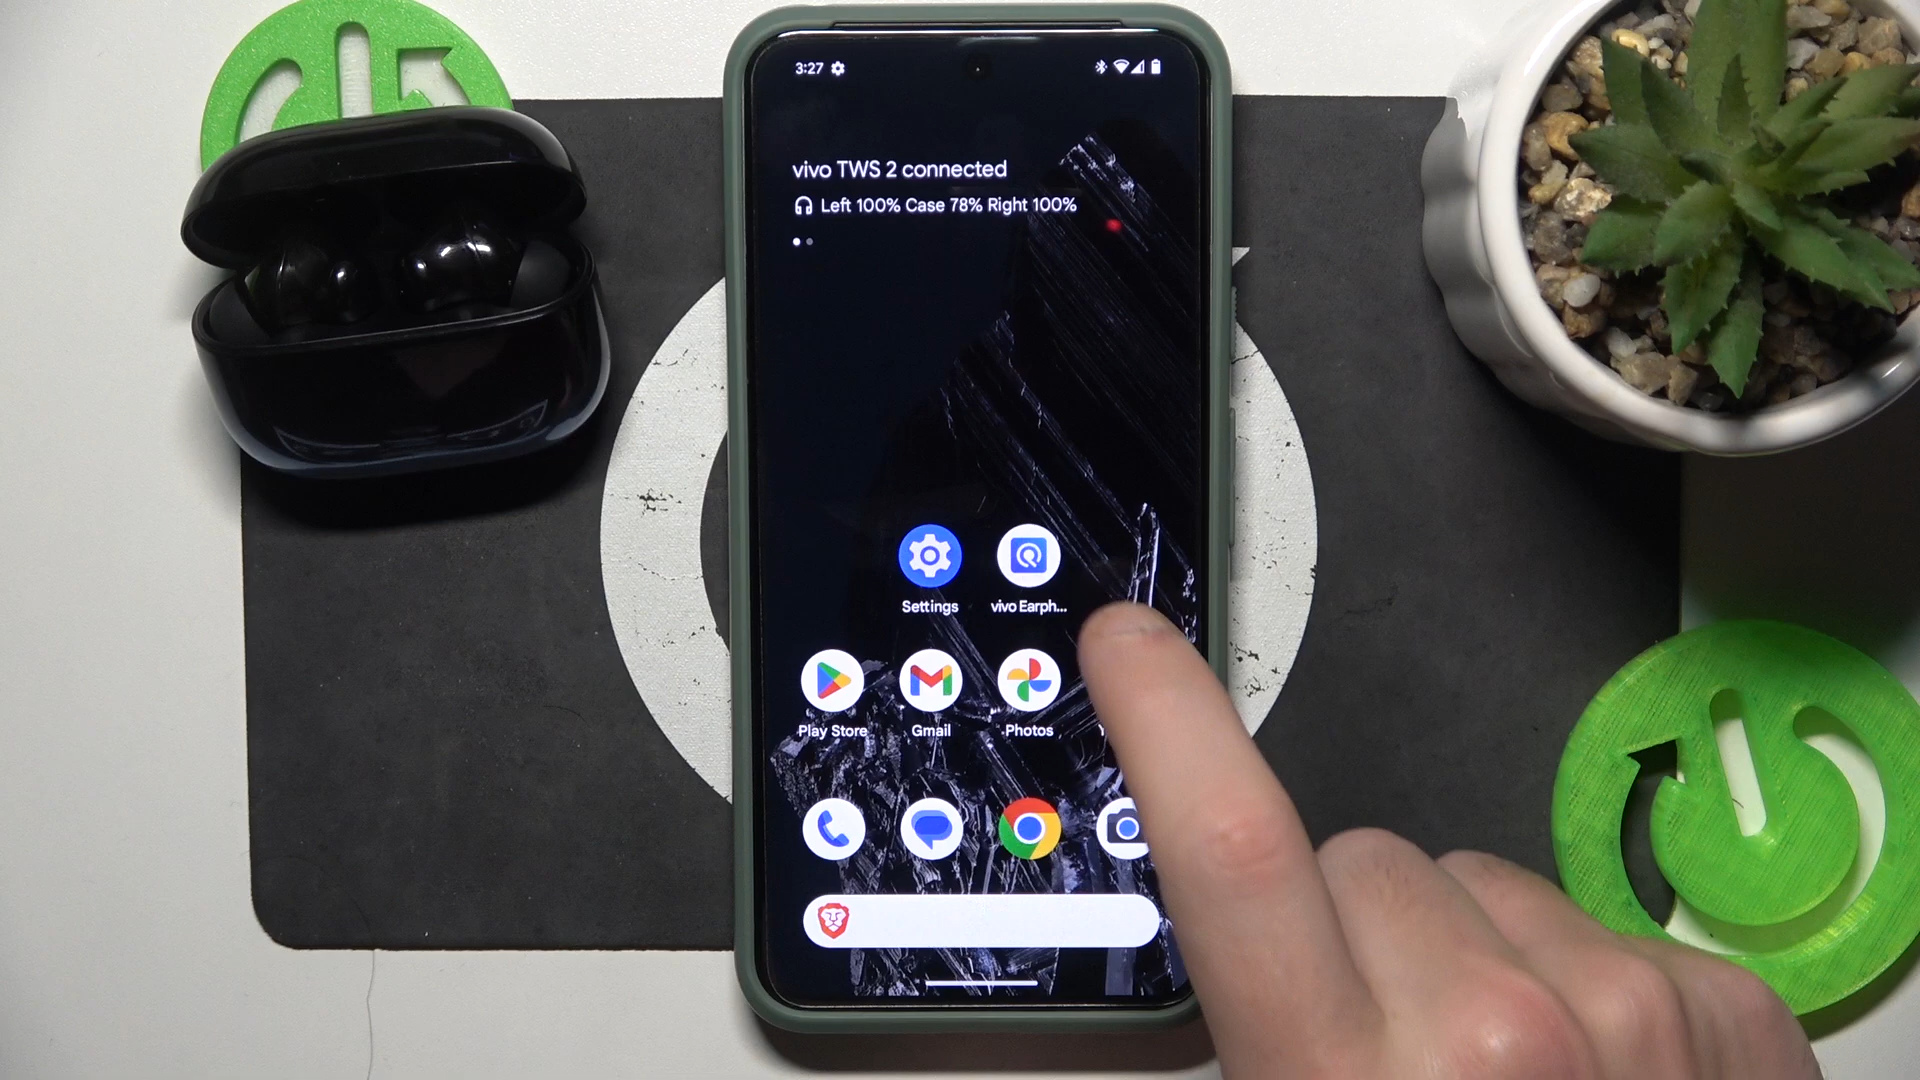 3:27
vivo TWS 2 connected
Left 100% Case 78% Right 100%
Settings
vivo Earph...
Play Store
Gmail
Photos